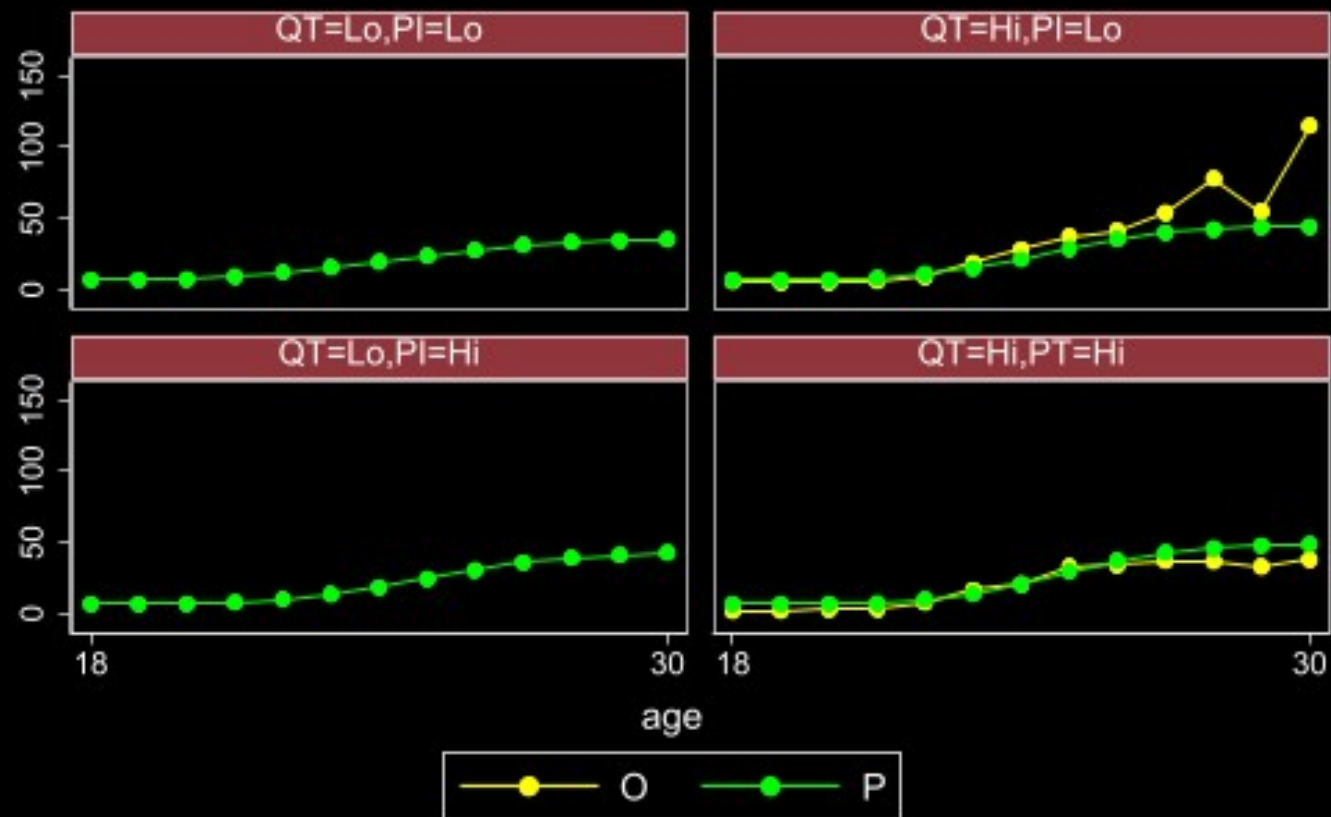 QT=Lo,PI=Lo
QT=Hi,PI=Lo
150
100
50
0
QT=Lo,PI=Hi
QT=Hi,PT=Hi
150
100
50
0
18 30
18 30
age
O P